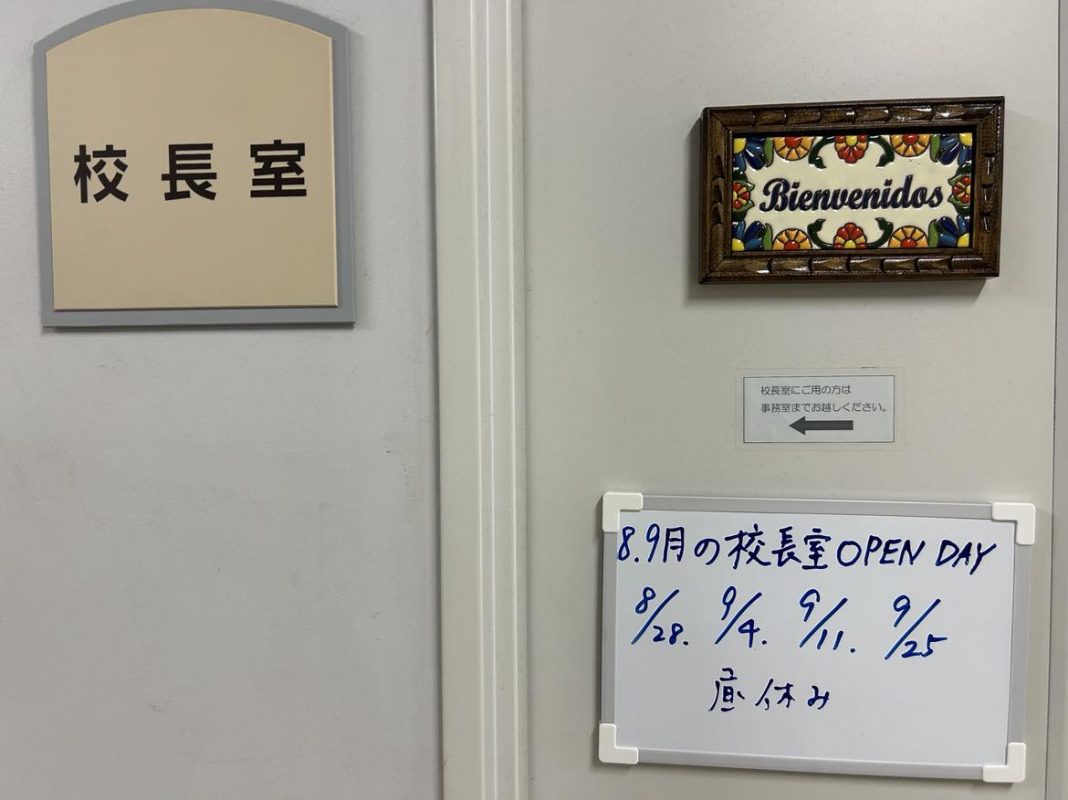 校長室
Bienvenidos
校長室にご用の方は
事務室までお越しください。
8.9月の校長室OPEN DAY
8/28. 9/4. 9/11. 9/25
昼休み